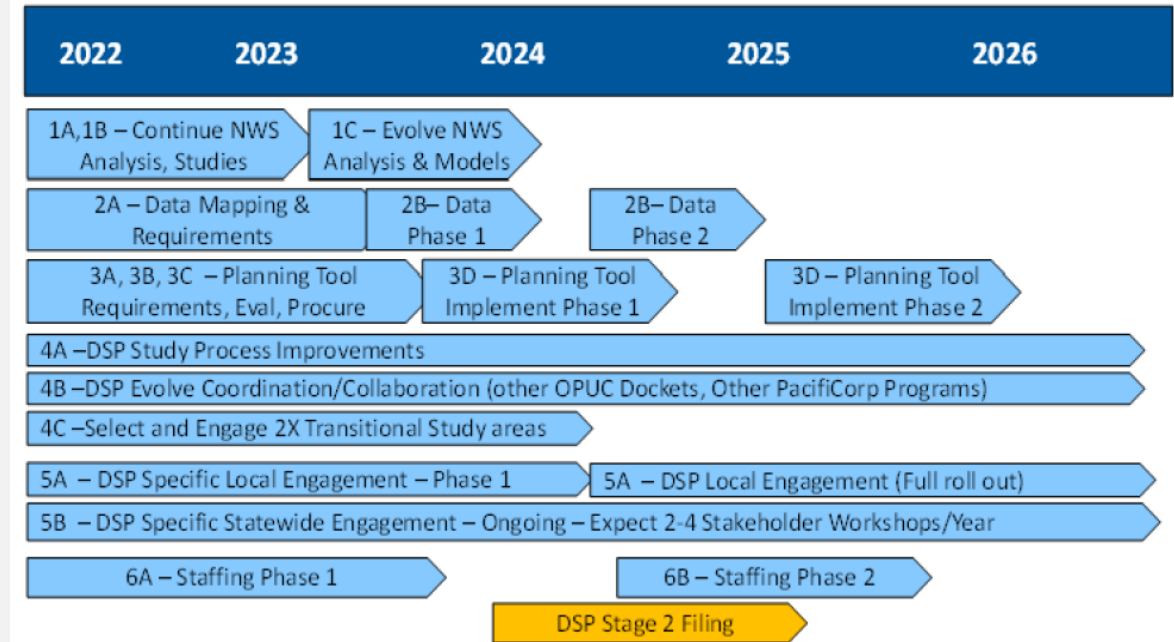 2022 2023 2024 2025 2026
1A,1B – Continue NWS
Analysis, Studies
1C – Evolve NWS
Analysis & Models
2A – Data Mapping &
Requirements
2B– Data
Phase 1
2B– Data
Phase 2
3A, 3B, 3C – Planning Tool
Requirements, Eval, Procure
3D – Planning Tool
Implement Phase 1
3D – Planning Tool
Implement Phase 2
4A –DSP Study Process Improvements
4B –DSP Evolve Coordination/Collaboration (other OPUC Dockets, Other PacifiCorp Programs)
4C –Select and Engage 2X Transitional Study areas
5A – DSP Specific Local Engagement – Phase 1
5A – DSP Local Engagement (Full roll out)
5B – DSP Specific Statewide Engagement – Ongoing – Expect 2-4 Stakeholder Workshops/Year
6A – Staffing Phase 1
6B – Staffing Phase 2
DSP Stage 2 Filing